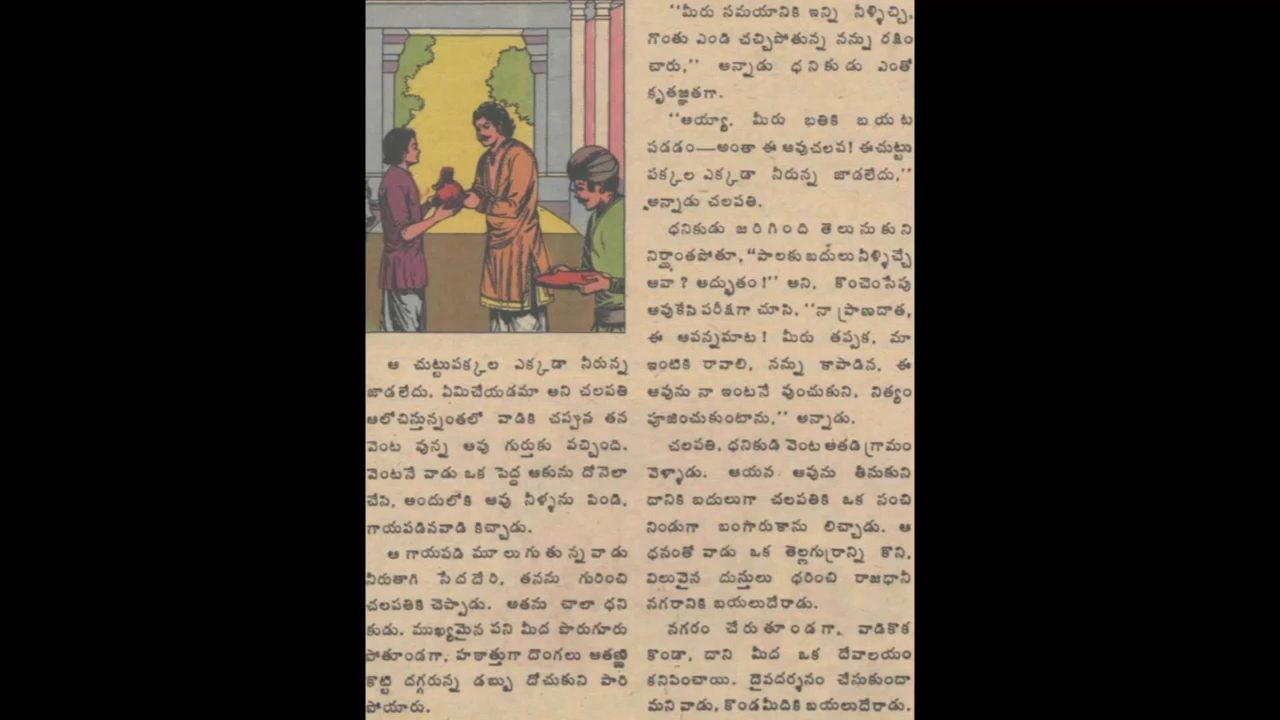 ఆ చుట్టుపక్కల ఎక్కడా నీరున్న
జాడలేదు. ఏమిచేయడమా అని చలపతి
ఆలోచిస్తున్నంతలో వాడికి చప్పున తన
వెంట వున్న ఆవు గుర్తుకు వచ్చింది.
వెంటనే వాడు ఒక పెద్ద ఆకును దోనెలా
చేసి, అందులోకి ఆవు నీళ్ళను పిండి,
గాయపడినవాడి కిచ్చాడు.
ఆ గాయపడి మూలుగుతున్నవాడు
నీరుతాగి సేదదేరి, తనను గురించి
చలపతికి చెప్పాడు. అతను చాలా ధని
కుడు. ముఖ్యమైన పని మీద పొరుగూరు
పోతూండగా, హఠాత్తుగా దొంగలు అతణ్ణి
కొట్టి దగ్గరున్న డబ్బు దోచుకుని పారి
పోయారు.
‘‘మీరు సమయానికి ఇన్ని నీళ్ళిచ్చి,
గొంతు ఎండి చచ్చిపోతున్న నన్ను రక్షిం
చారు,’’ అన్నాడు ధనికుడు ఎంతో
కృతజ్ఞతగా.
‘‘అయ్యా, మీరు బతికి బయట
పడడం—అంతా ఈ ఆవుచలవ! ఈచుట్టు
పక్కల ఎక్కడా నీరున్న జాడలేదు,’’
అన్నాడు చలపతి.
ధనికుడు జరిగింది తెలుసుకుని
నిర్ఘాంతపోతూ, “పాలకు బదులు నీళ్ళిచ్చే
ఆవా? అద్భుతం!’’ అని, కొంచెంసేపు
ఆవుకేసి పరీక్షగా చూసి, ‘‘నా ప్రాణదాత,
ఈ ఆవన్నమాట! మీరు తప్పక, మా
ఇంటికి రావాలి, నన్ను కాపాడిన, ఈ
ఆవును నా ఇంటనే వుంచుకుని, నిత్యం
పూజించుకుంటాను,’’ అన్నాడు.
చలపతి, ధనికుడి వెంట అతడి గ్రామం
వెళ్ళాడు. ఆయన ఆవును తీసుకుని
దానికి బదులుగా చలపతికి ఒక సంచి
నిండుగా బంగారుకాసు లిచ్చాడు. ఆ
ధనంతో వాడు ఒక తెల్లగుర్రాన్ని కొని,
విలువైన దుస్తులు ధరించి రాజధానీ
నగరానికి బయలుదేరాడు.
నగరం చేరుతూండగా, వాడికొక
కొండా, దాని మీద ఒక దేవాలయం
కనిపించాయి. దైవదర్శనం చేసుకుందా
మని వాడు, కొండమీదికి బయలుదేరాడు.